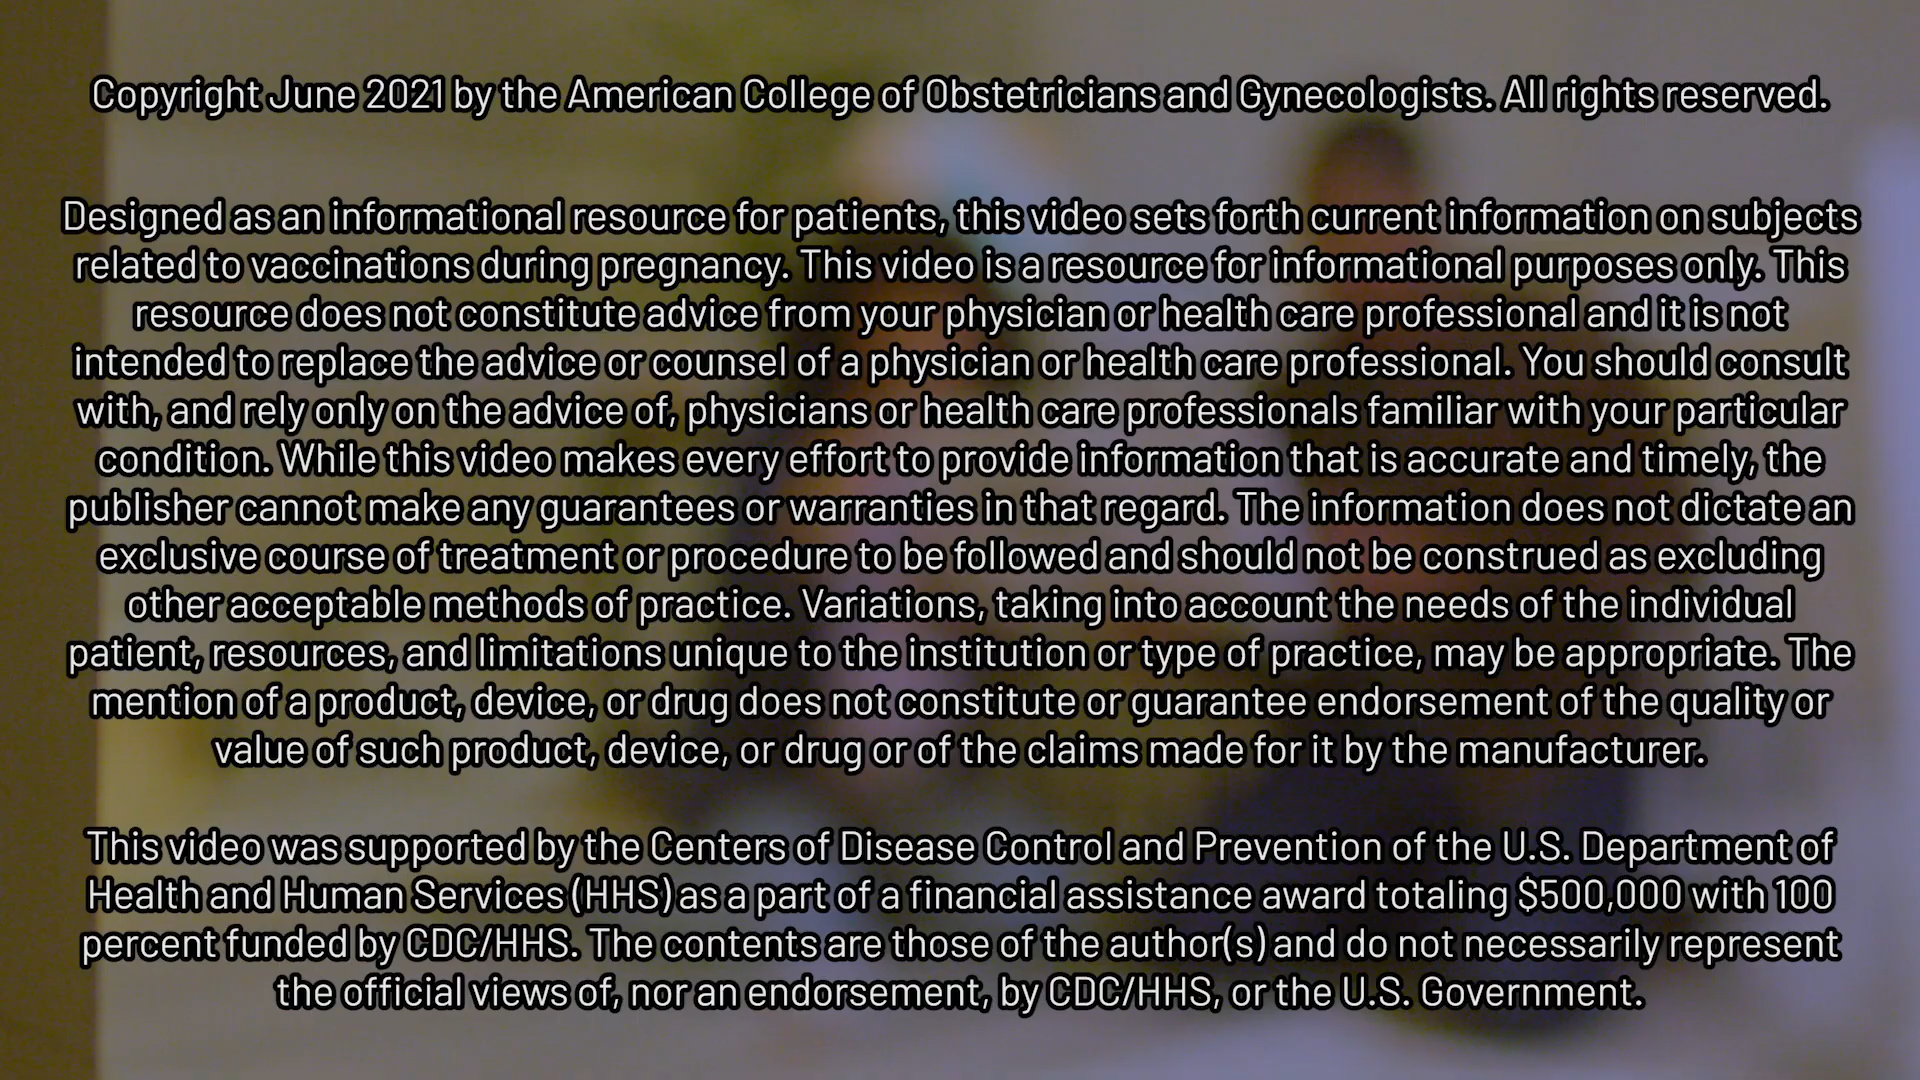 Copyright June 2021 by the American College of Obstetricians and Gynecologists. All rights reserved.
Designed as an informational resource for patients, this video sets forth current information on subjects
related to vaccinations during pregnancy. This video is a resource for informational purposes only. This
resource does not constitute advice from your physician or health care professional and it is not
intended to replace the advice or counsel of a physician or health care professional. You should consult
with, and rely only on the advice of, physicians or health care professionals familiar with your particular
condition. While this video makes every effort to provide information that is accurate and timely, the
publisher cannot make any guarantees or warranties in that regard. The information does not dictate an
exclusive course of treatment or procedure to be followed and should not be construed as excluding
other acceptable methods of practice. Variations, taking into account the needs of the individual
patient, resources, and limitations unique to the institution or type of practice, may be appropriate. The
mention of a product, device, or drug does not constitute or guarantee endorsement of the quality or
value of such product, device, or drug or of the claims made for it by the manufacturer.
This video was supported by the Centers of Disease Control and Prevention of the U.S. Department of
Health and Human Services (HHS) as a part of a financial assistance award totaling $500,000 with 100
percent funded by CDC/HHS. The contents are those of the author(s) and do not necessarily represent
the official views of, nor an endorsement, by CDC/HHS, or the U.S. Government.